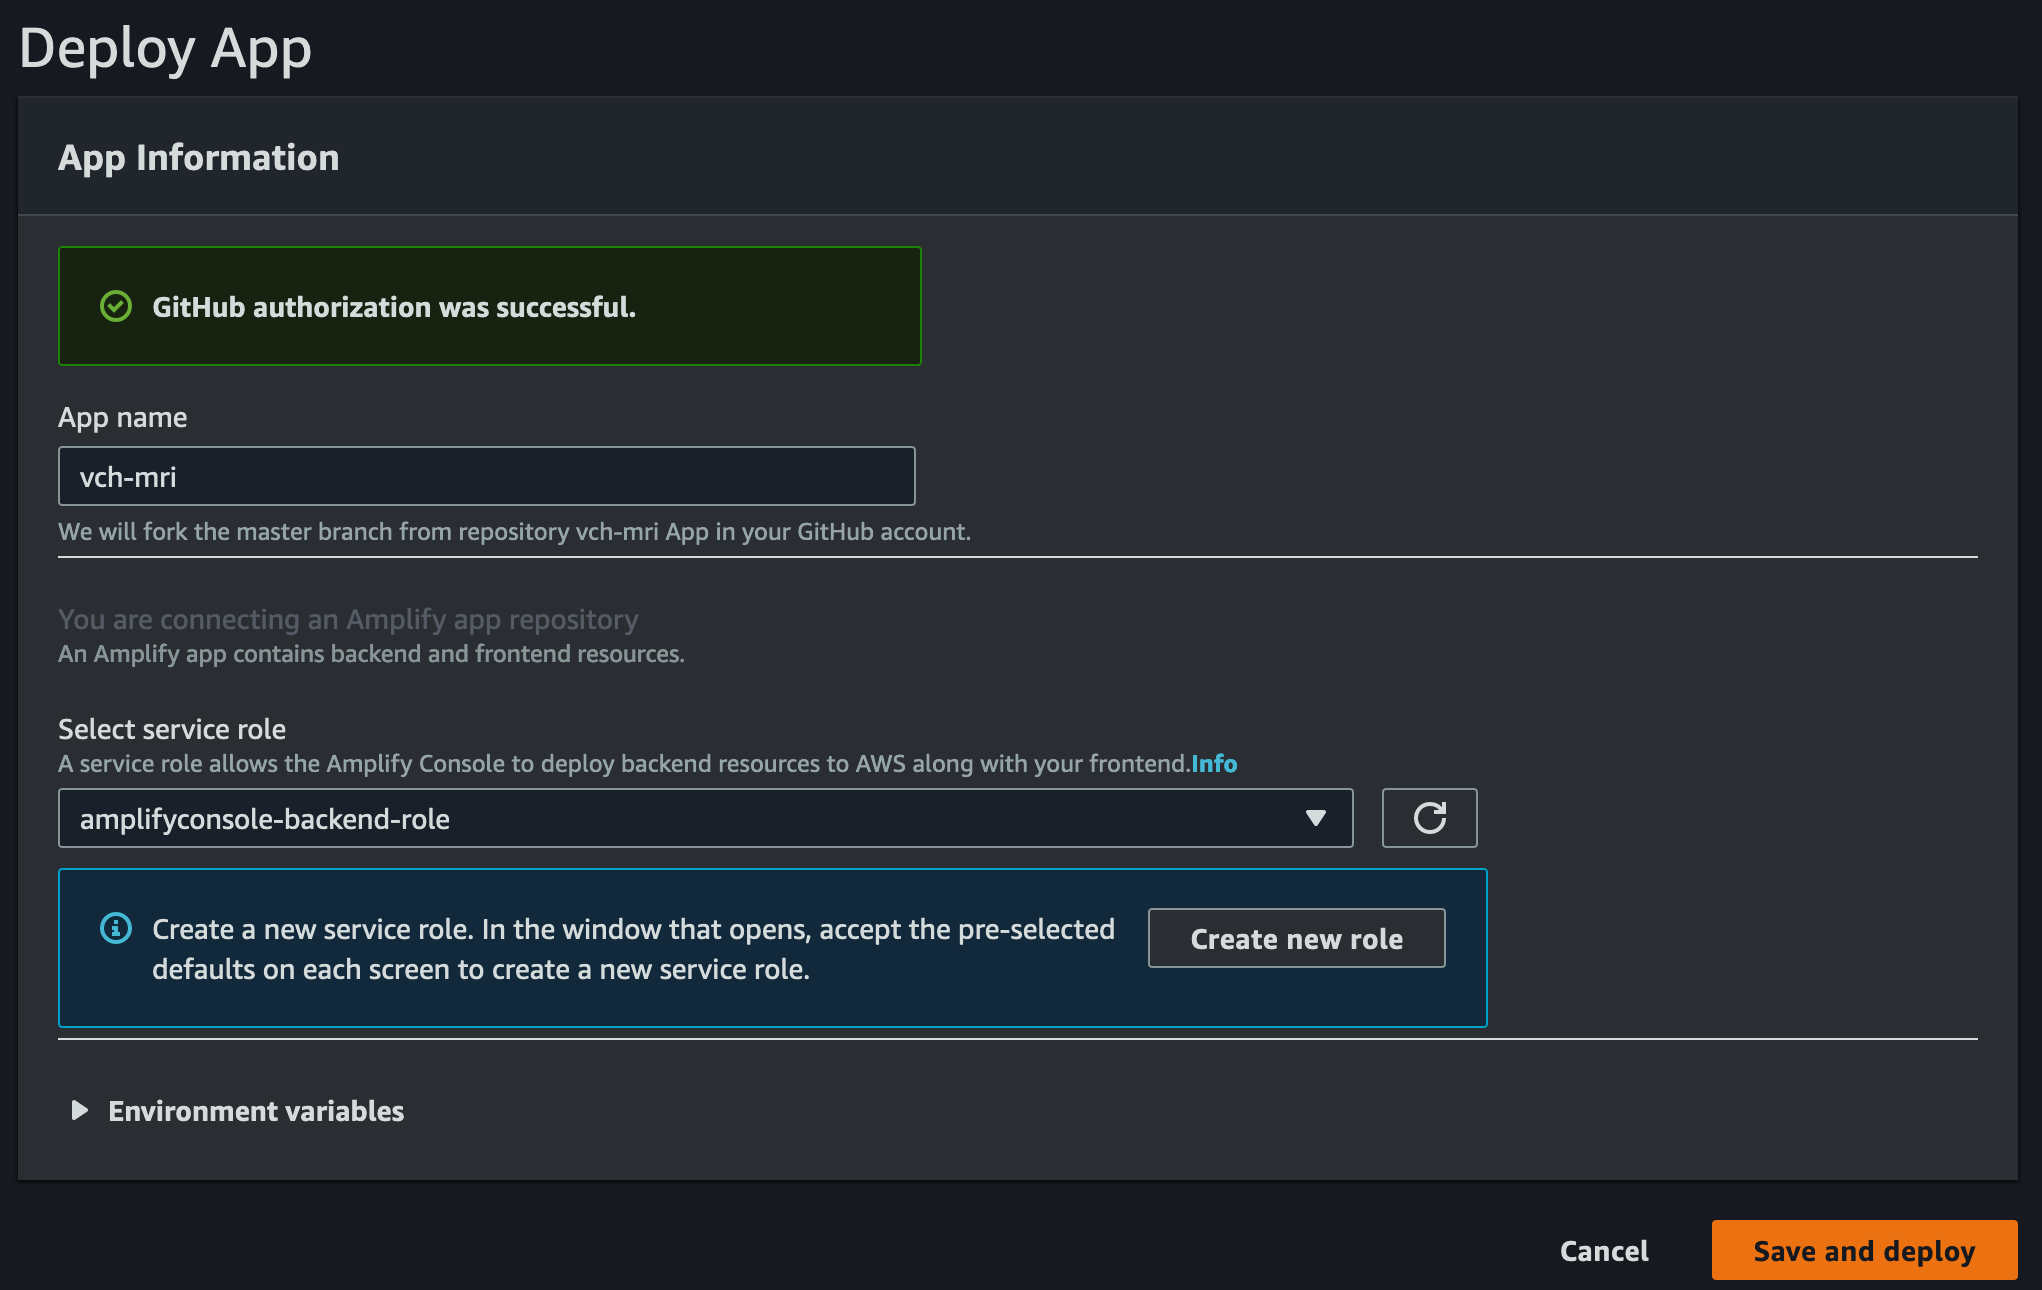 Deploy App
App Information
GitHub authorization was successful.
App name
vch-mri
We will fork the master branch from repository vch-mri App in your GitHub account.
You are connecting an Amplify app repository
An Amplify app contains backend and frontend resources.
Select service role
A service role allows the Amplify Console to deploy backend resources to AWS along with your frontend.Info
amplifyconsole-backend-role
Create a new service role. In the window that opens, accept the pre-selected
defaults on each screen to create a new service role.
Create new role
Environment variables
Cancel
Save and deploy